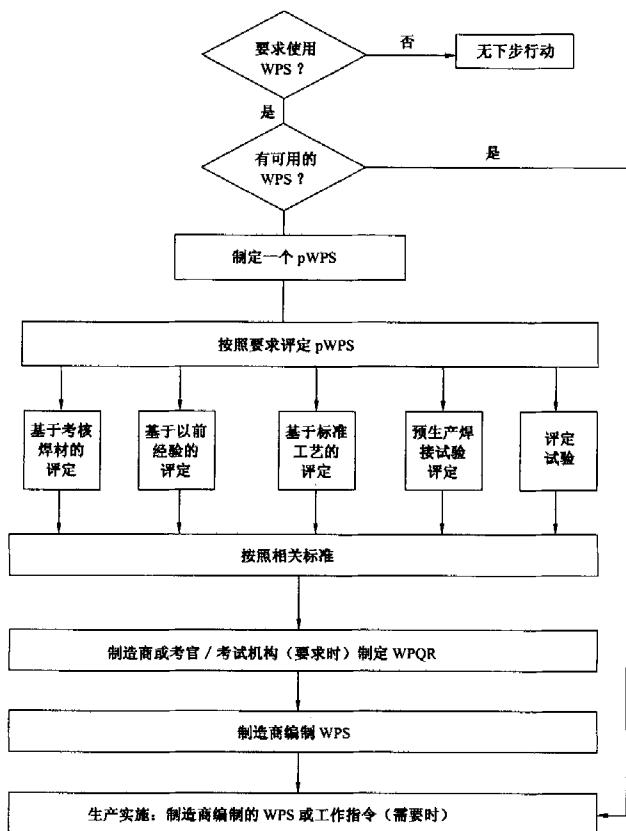 要求使用
WPS？
否
无下步行动
是
有可用的
WPS？
是
制定一个 pWPS
按照要求评定 pWPS
基于考核
焊材的
评定
基于以前
经验的
评定
基于标准
工艺的
评定
预生产焊
接试验
评定
评定
试验
按照相关标准
制造商或考官／考试机构（要求时）制定 WPQR
制造商编制 WPS
生产实施：制造商编制的 WPS 或工作指令（需要时）